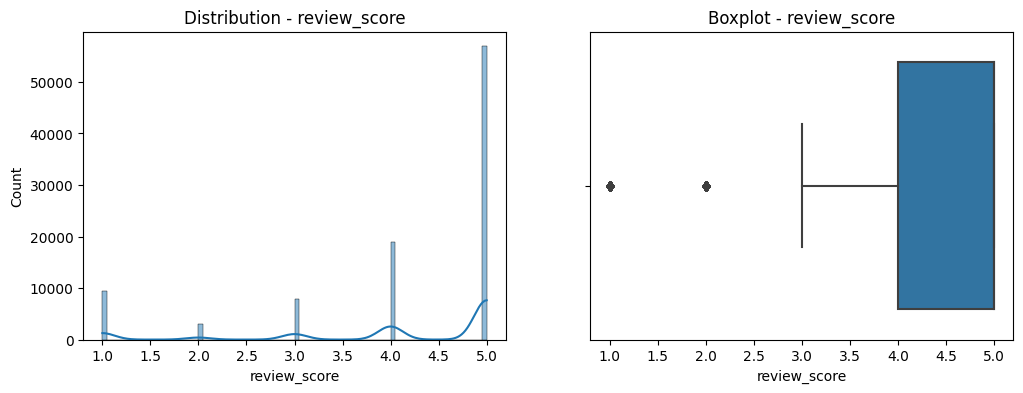 Distribution - review_score
Count
50000
40000
30000
20000
10000
0
1.0 1.5 2.0 2.5 3.0 3.5 4.0 4.5 5.0
review_score
Boxplot - review_score
1.0 1.5 2.0 2.5 3.0 3.5 4.0 4.5 5.0
review_score